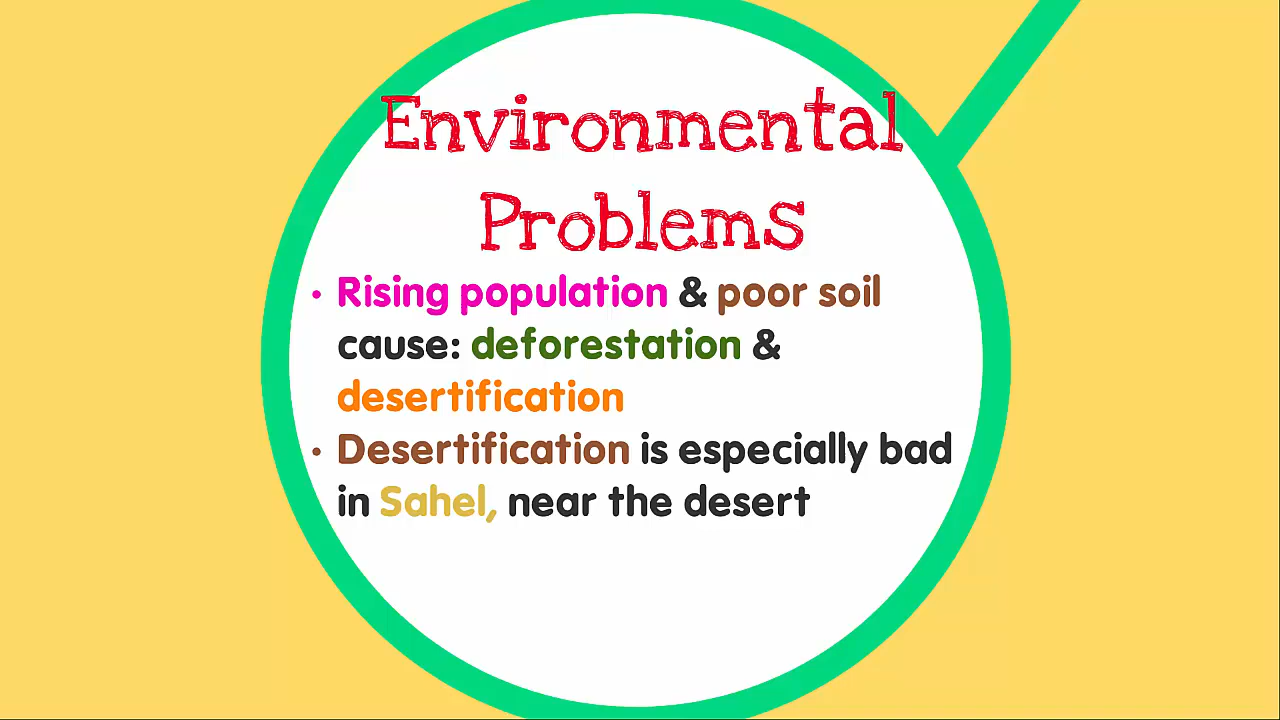 Environmental
Problems
• Rising population & poor soil
cause: deforestation &
desertification
• Desertification is especially bad
in Sahel, near the desert